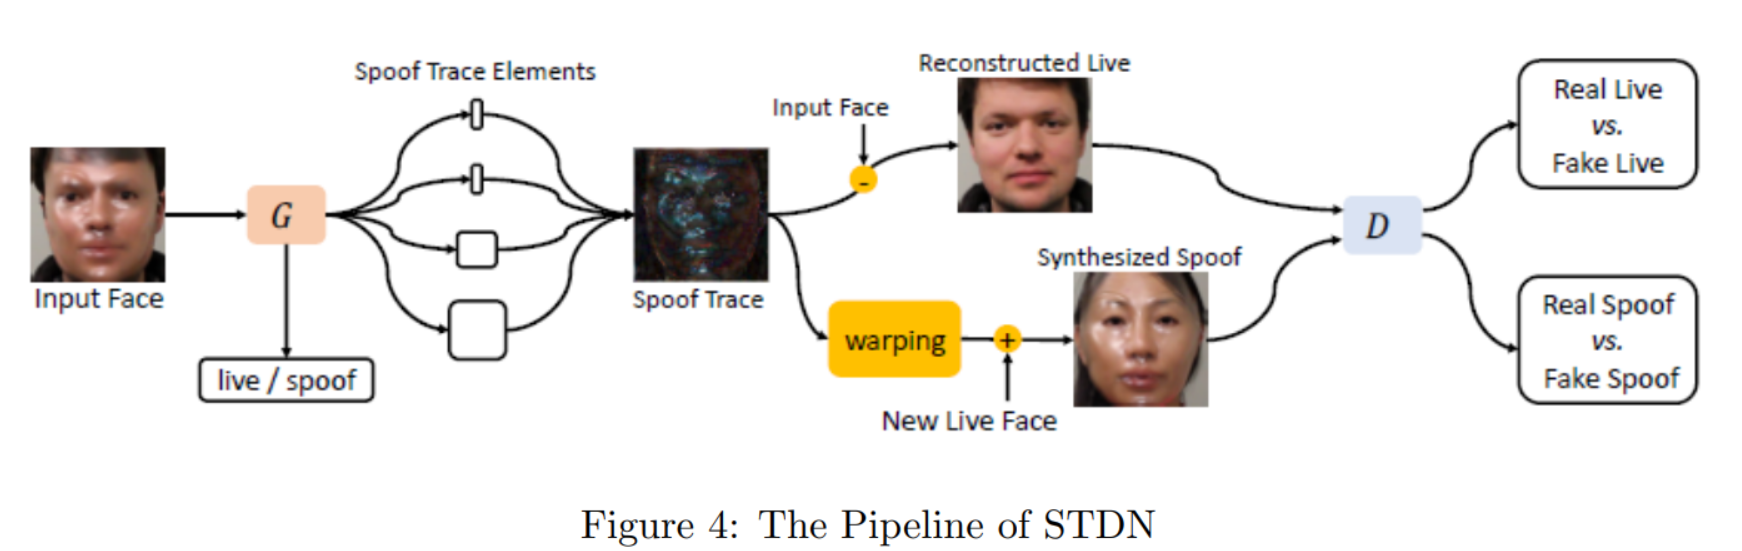 Spoof Trace Elements
Input Face
G
live / spoof
Spoof Trace
Input Face
-
Reconstructed Live
warping
+
New Live Face
Synthesized Spoof
D
Real Live
vs.
Fake Live
Real Spoof
vs.
Fake Spoof
Figure 4: The Pipeline of STDN